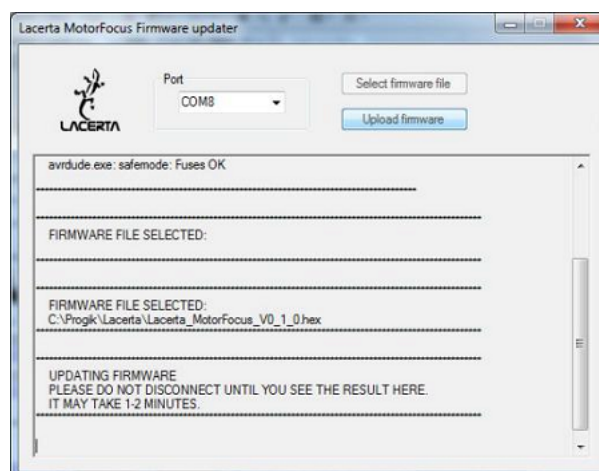 Lacerta MotorFocus Firmware updater
Port
COM8
Select firmware file
LACERTA
Upload firmware
avrdude.exe: safemode: Fuses OK
FIRMWARE FILE SELECTED:
FIRMWARE FILE SELECTED:
C:\Progik\Lacerta\Lacerta_MotorFocus_V0_1_0.hex
UPDATING FIRMWARE
PLEASE DO NOT DISCONNECT UNTIL YOU SEE THE RESULT HERE.
IT MAY TAKE 1-2 MINUTES.